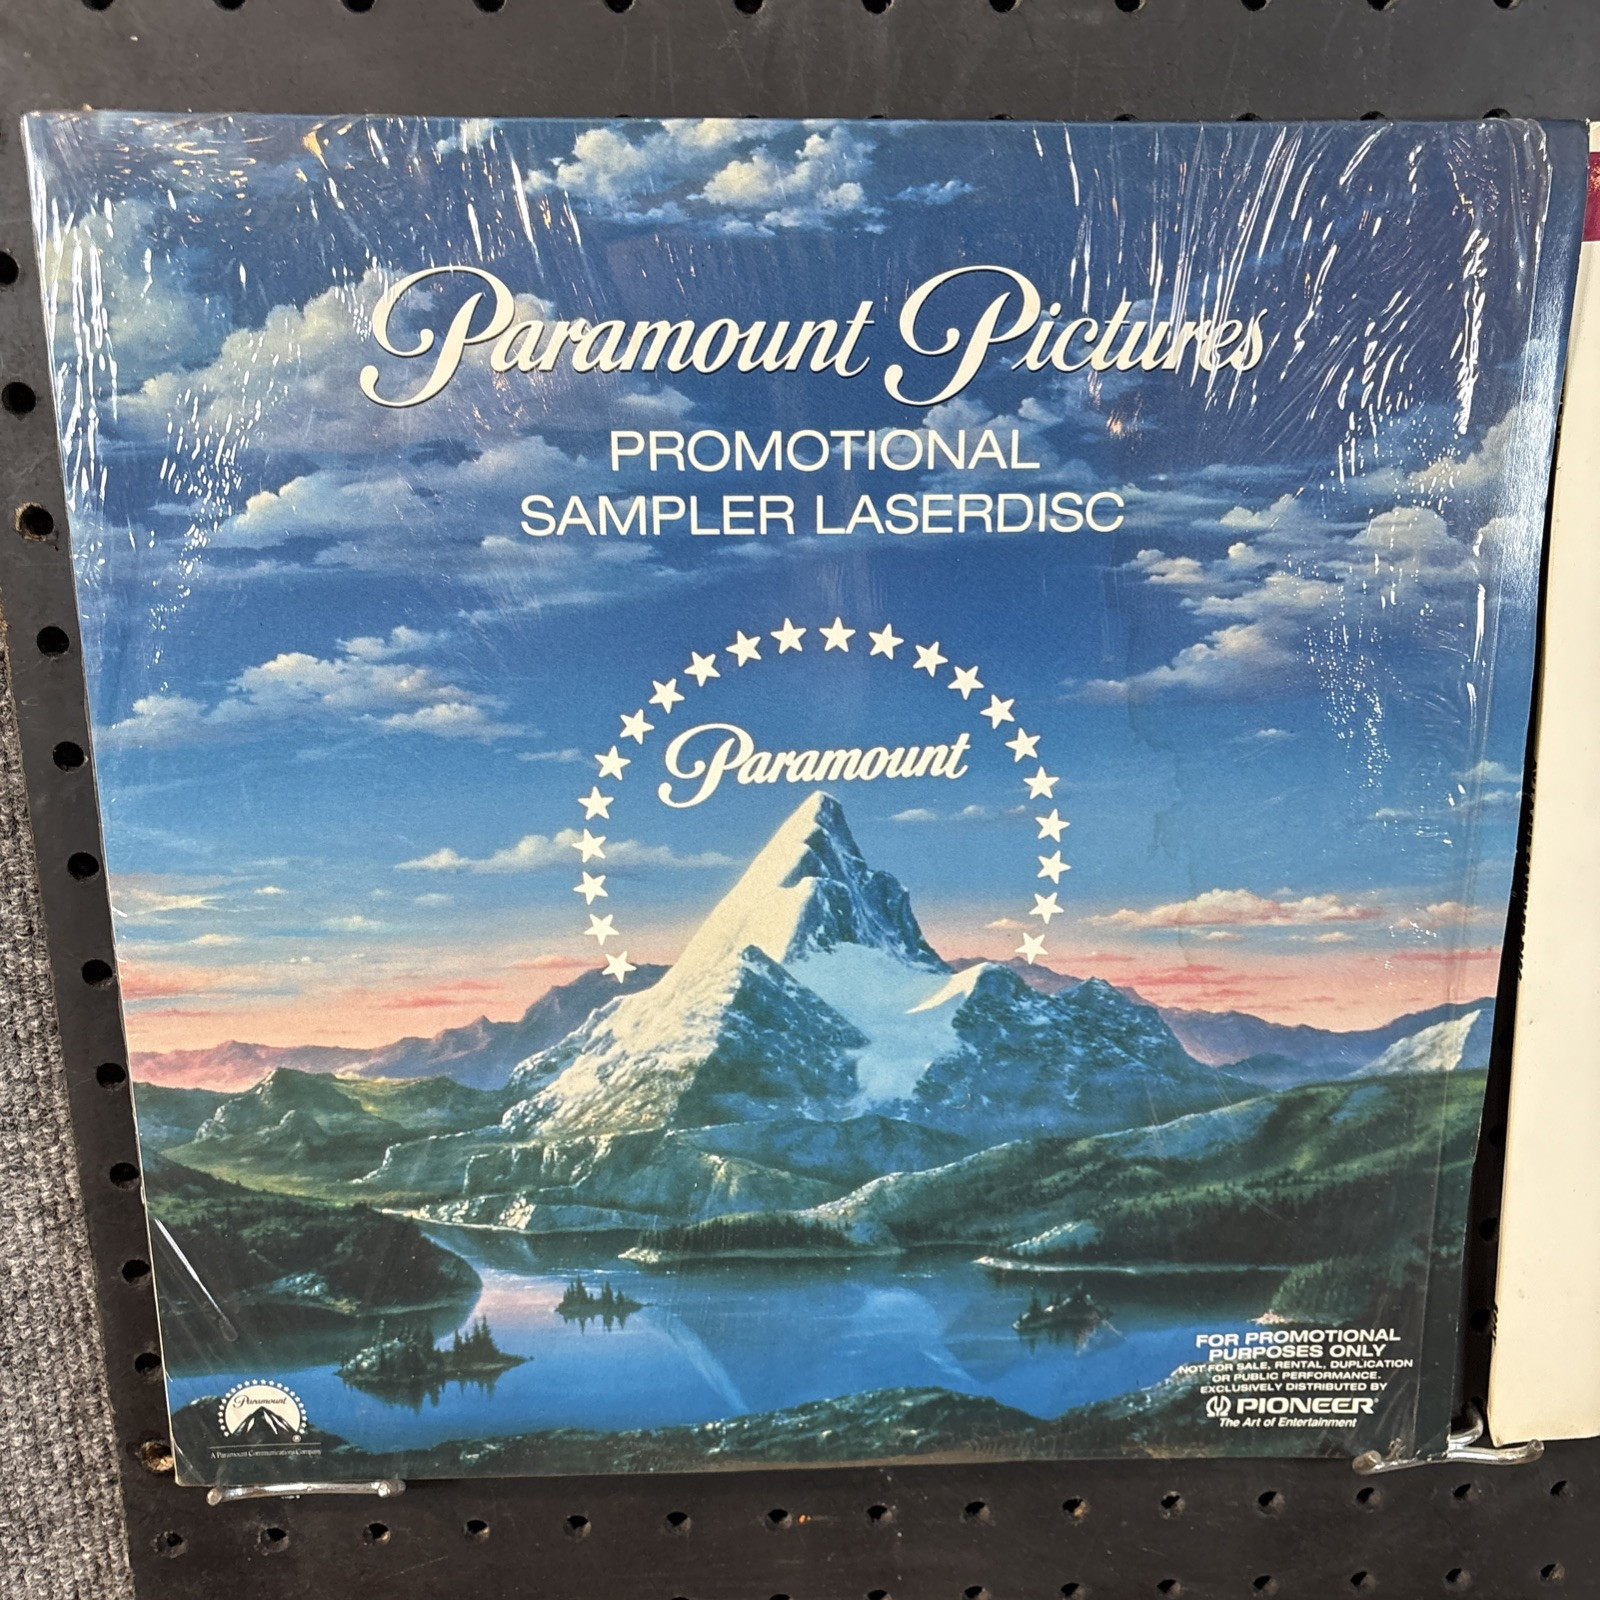 Paramount Pictures
PROMOTIONAL
SAMPLER LASERDISC
Paramount
FOR PROMOTIONAL
PURPOSES ONLY
NOT FOR SALE, RENTAL, DUPLICATION
OR PUBLIC PERFORMANCE.
EXCLUSIVELY DISTRIBUTED BY
PIONEER®
The Art of Entertainment
Paramount
®
A Paramount Communications Company